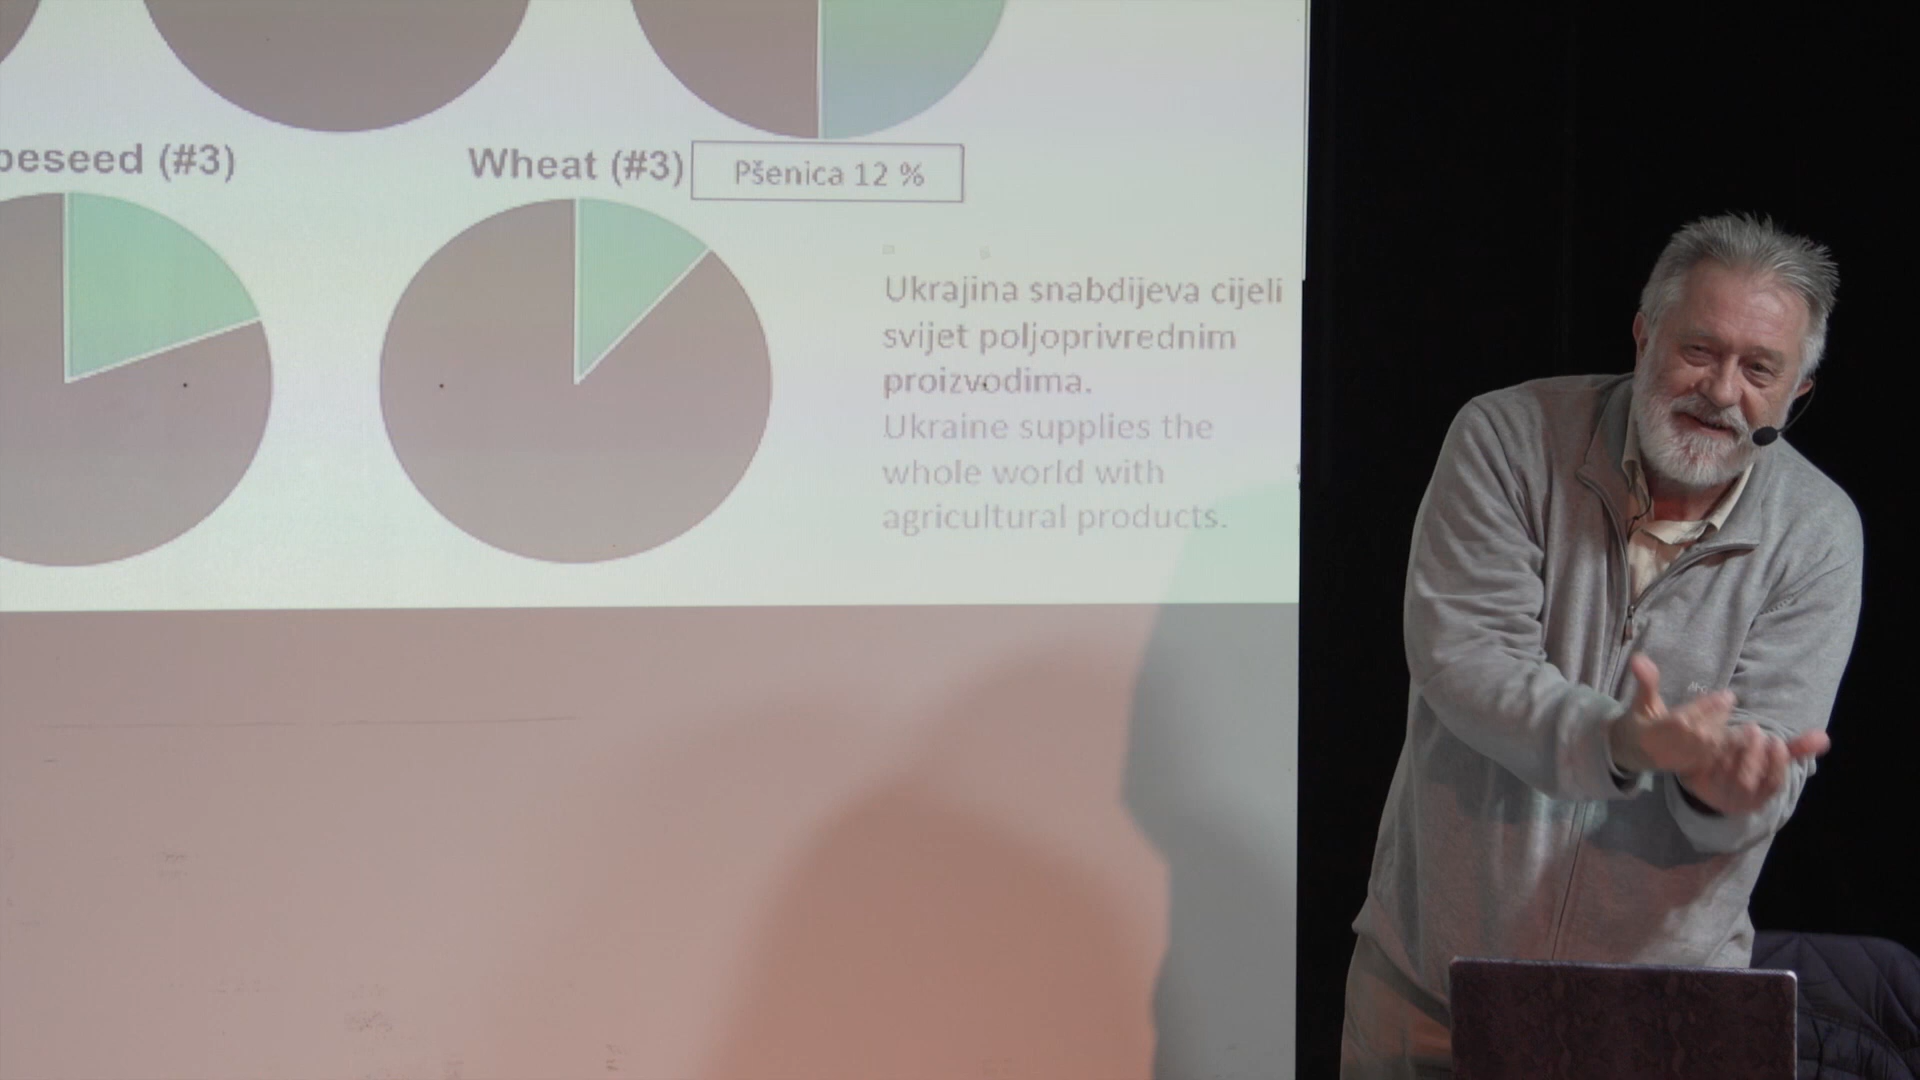 peseed (#3)
Wheat (#3)
Pšenica 12 %
Ukrajina snabdijeva cijeli
svijet poljoprivrednim
proizvodima.
Ukraine supplies the
whole world with
agricultural products.